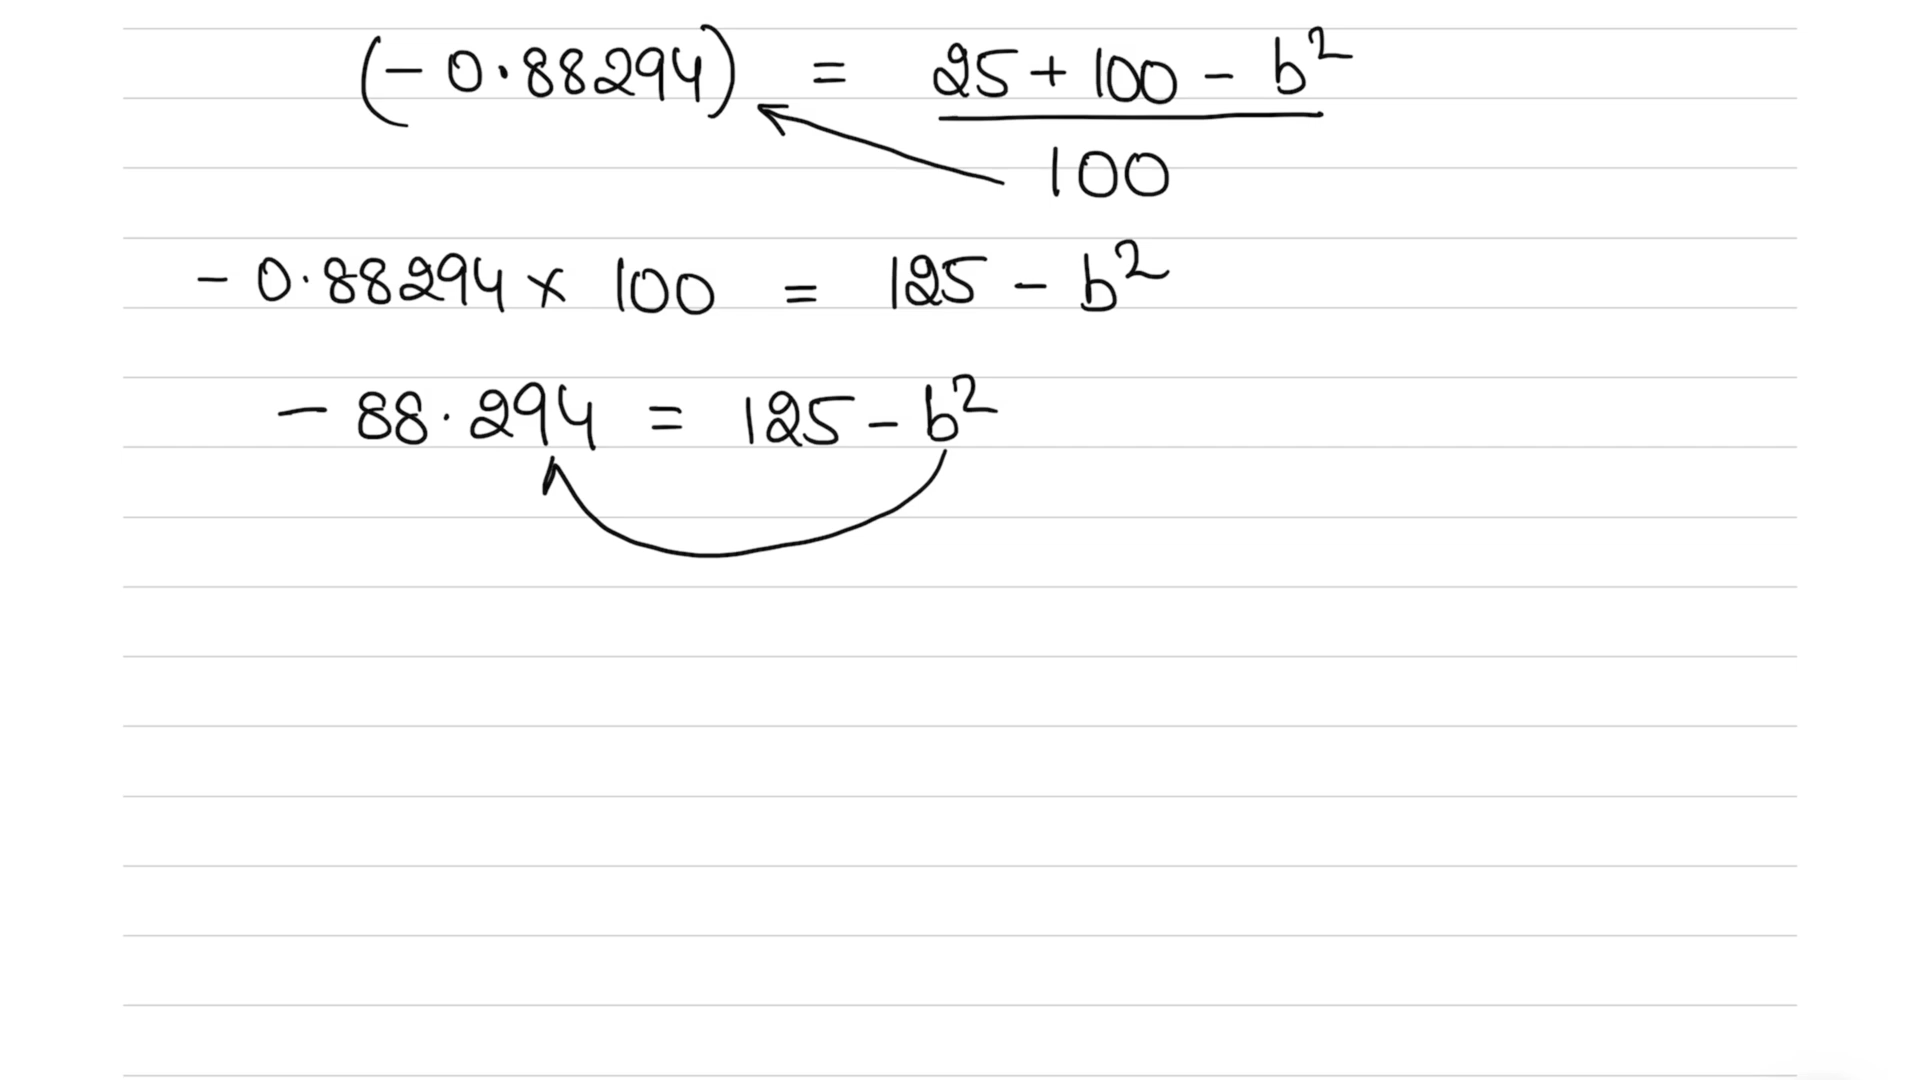 (- 0.88294) = 25 + 100 - b²
100
- 0.88294 × 100 = 125 - b²
- 88.294 = 125 - b²